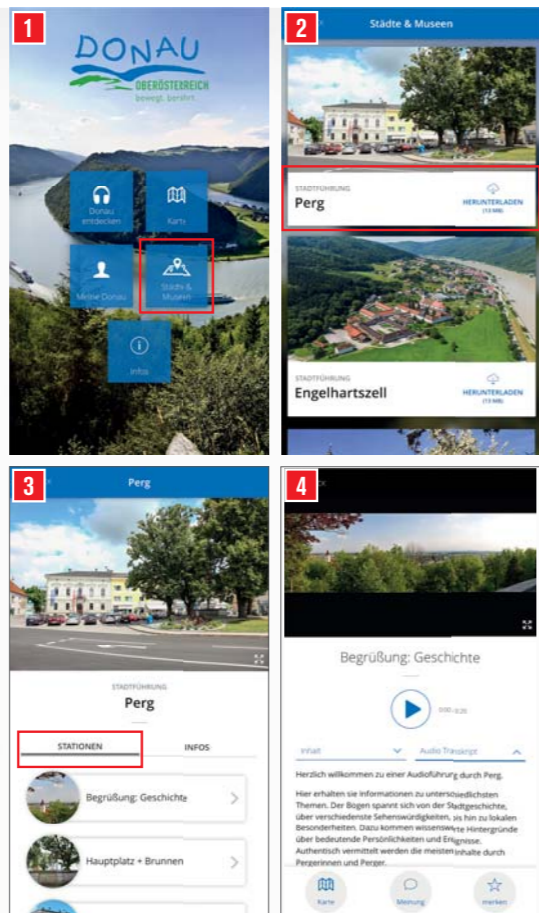 1
DONAU
OBERÖSTERREICH
bewegt. berührt.
Donau
entdecken
Karte
Meine Donau
Städte &
Museen
Infos
2
Städte & Museen
STADTFÜHRUNG
Perg
HERUNTERLADEN
(13 MB)
STADTFÜHRUNG
Engelhartszell
HERUNTERLADEN
(13 MB)
3
Perg
STADTFÜHRUNG
Perg
STATIONEN
INFOS
Begrüßung: Geschichte
Hauptplatz + Brunnen
4
Begrüßung: Geschichte
Inhalt
Audio Transkript
Herzlich willkommen zu einer Audioführung durch Perg.
Hier erhalten sie Informationen zu unterschiedlichsten
Themen. Der Bogen spannt sich von der Stadtgeschichte,
über verschiedenste Sehenswürdigkeiten, bis hin zu lokalen
Besonderheiten. Dazu kommen wissenswerte Hintergründe
über bedeutende Persönlichkeiten und Ereignisse.
Authentisch vermittelt werden die meisten Inhalte durch
Pergerinnen und Perger.
Karte
Meinung
merken